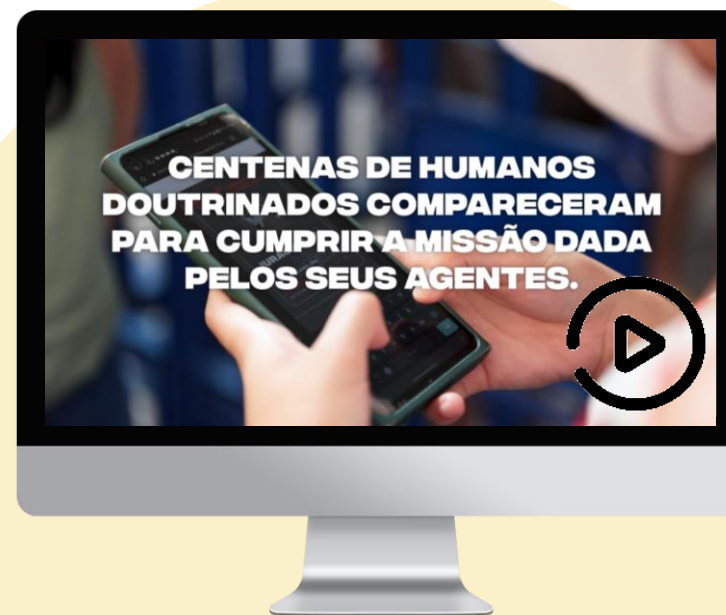 CENTENAS DE HUMANOS
DOUTRINADOS COMPARECERAM
PARA CUMPRIR A MISSÃO DADA
PELOS SEUS AGENTES.